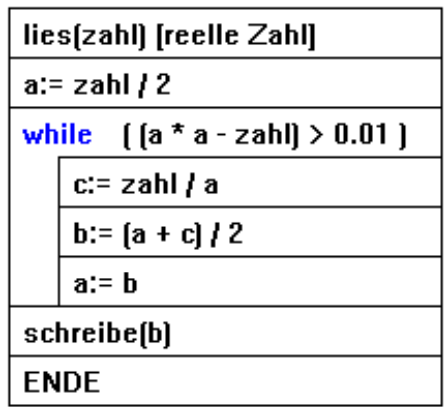 lies(zahl) [reelle Zahl]
a:= zahl / 2
while ( (a * a - zahl) > 0.01 )
c:= zahl / a
b:= (a + c) / 2
a:= b
schreibe(b)
ENDE